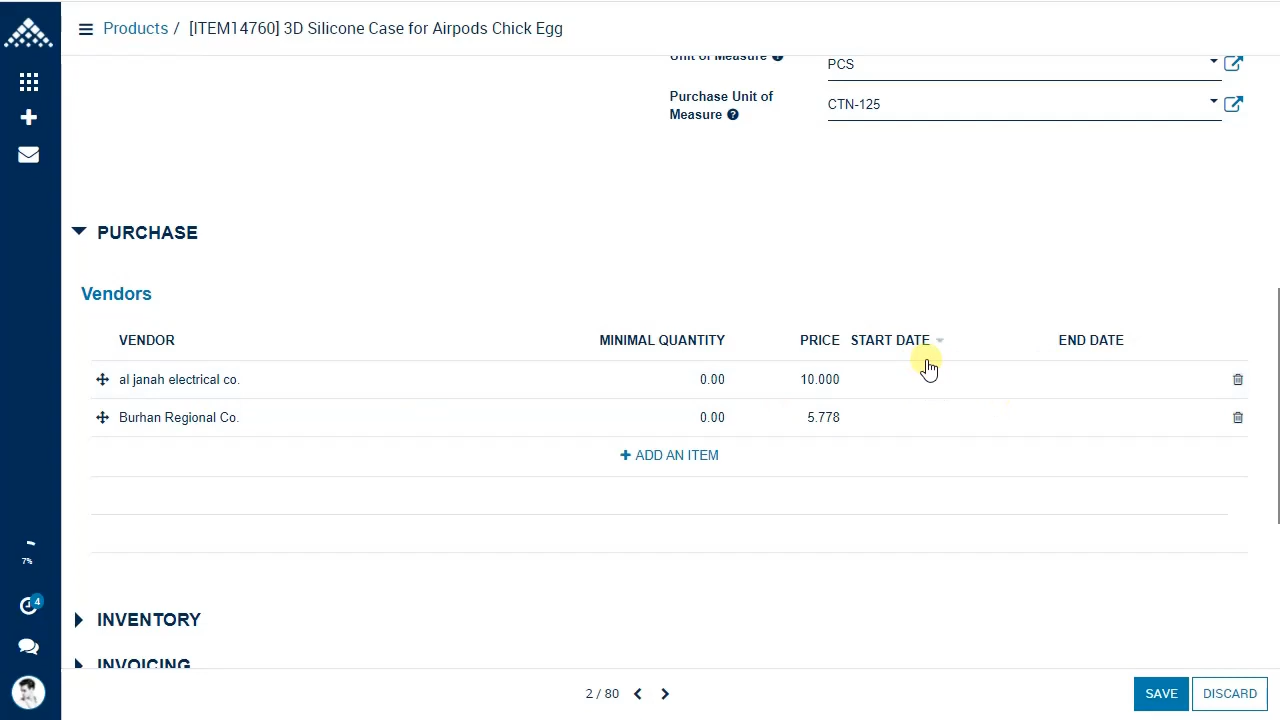 Products / [ITEM14760] 3D Silicone Case for Airpods Chick Egg
Unit of Measure
PCS
Purchase Unit of
Measure
CTN-125
PURCHASE
Vendors
VENDOR MINIMAL QUANTITY PRICE START DATE END DATE
al janah electrical co. 0.00 10.000
Burhan Regional Co. 0.00 5.778
ADD AN ITEM
7%
4
INVENTORY
INVOICING
2 / 80
SAVE DISCARD